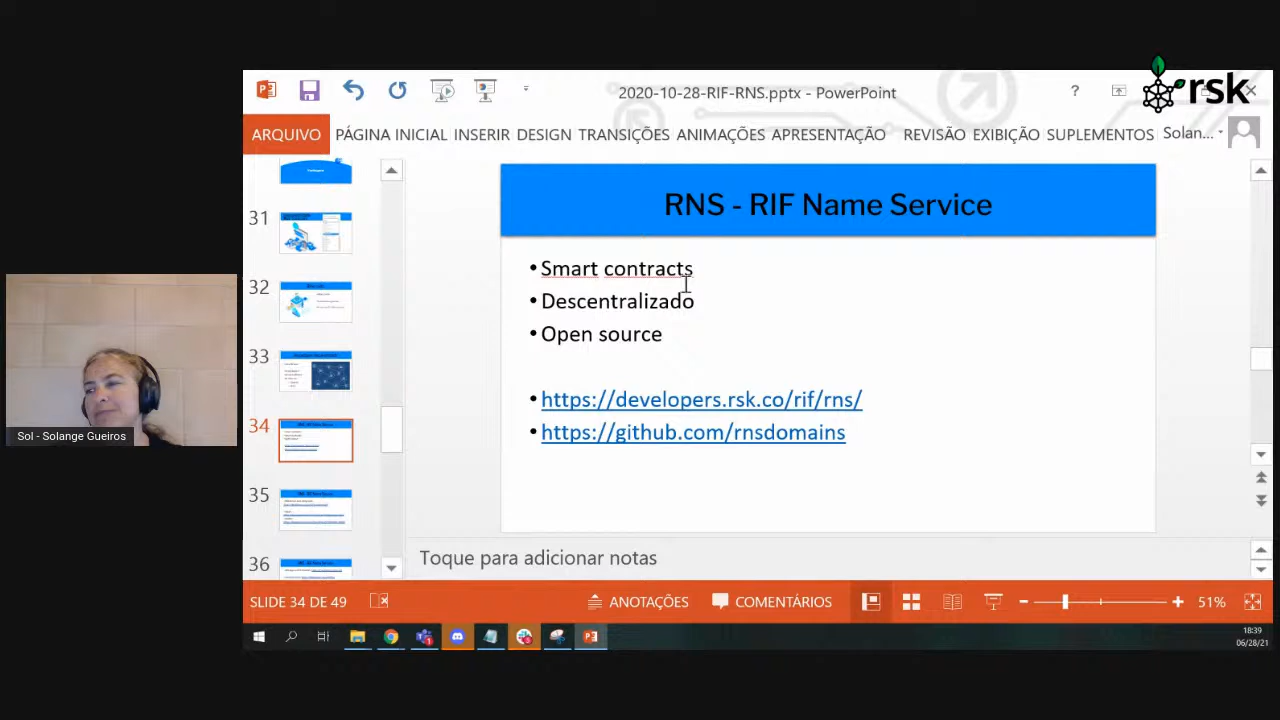 rsk
2020-10-28-RIF-RNS.pptx - PowerPoint
?
ARQUIVO PÁGINA INICIAL INSERIR DESIGN TRANSIÇÕES ANIMAÇÕES APRESENTAÇÃO REVISÃO EXIBIÇÃO SUPLEMENTOS Solan...
31
32
33
34
35
36
RNS - RIF Name Service
• Smart contracts
• Descentralizado
• Open source
• https://developers.rsk.co/rif/rns/
• https://github.com/rnsdomains
Sol - Solange Gueiros
Toque para adicionar notas
SLIDE 34 DE 49 ANOTAÇÕES COMENTÁRIOS 51%
18:39
06/28/21